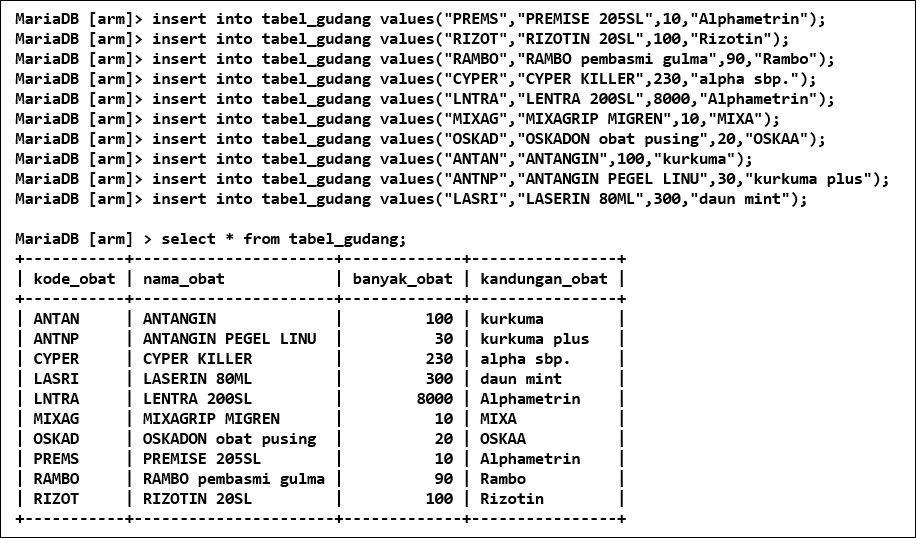 MariaDB [arm]> insert into tabel_gudang values("PREMS","PREMISE 205SL",10,"Alphametrin");
MariaDB [arm]> insert into tabel_gudang values("RIZOT","RIZOTIN 20SL",100,"Rizotin");
MariaDB [arm]> insert into tabel_gudang values("RAMBO","RAMBO pembasmi gulma",90,"Rambo");
MariaDB [arm]> insert into tabel_gudang values("CYPER","CYPER KILLER",230,"alpha sbp.");
MariaDB [arm]> insert into tabel_gudang values("LNTRA","LENTRA 200SL",8000,"Alphametrin");
MariaDB [arm]> insert into tabel_gudang values("MIXAG","MIXAGRIP MIGREN",10,"MIXA");
MariaDB [arm]> insert into tabel_gudang values("OSKAD","OSKADON obat pusing",20,"OSKAA");
MariaDB [arm]> insert into tabel_gudang values("ANTAN","ANTANGIN",100,"kurkuma");
MariaDB [arm]> insert into tabel_gudang values("ANTNP","ANTANGIN PEGEL LINU",30,"kurkuma plus");
MariaDB [arm]> insert into tabel_gudang values("LASRI","LASERIN 80ML",300,"daun mint");

MariaDB [arm] > select * from tabel_gudang;
+-----------+----------------------+-------------+----------------+
| kode_obat | nama_obat            | banyak_obat | kandungan_obat |
+-----------+----------------------+-------------+----------------+
| ANTAN     | ANTANGIN             |         100 | kurkuma        |
| ANTNP     | ANTANGIN PEGEL LINU  |          30 | kurkuma plus   |
| CYPER     | CYPER KILLER         |         230 | alpha sbp.     |
| LASRI     | LASERIN 80ML         |         300 | daun mint      |
| LNTRA     | LENTRA 200SL         |        8000 | Alphametrin    |
| MIXAG     | MIXAGRIP MIGREN      |          10 | MIXA           |
| OSKAD     | OSKADON obat pusing  |          20 | OSKAA          |
| PREMS     | PREMISE 205SL        |          10 | Alphametrin    |
| RAMBO     | RAMBO pembasmi gulma |          90 | Rambo          |
| RIZOT     | RIZOTIN 20SL         |         100 | Rizotin        |
+-----------+----------------------+-------------+----------------+